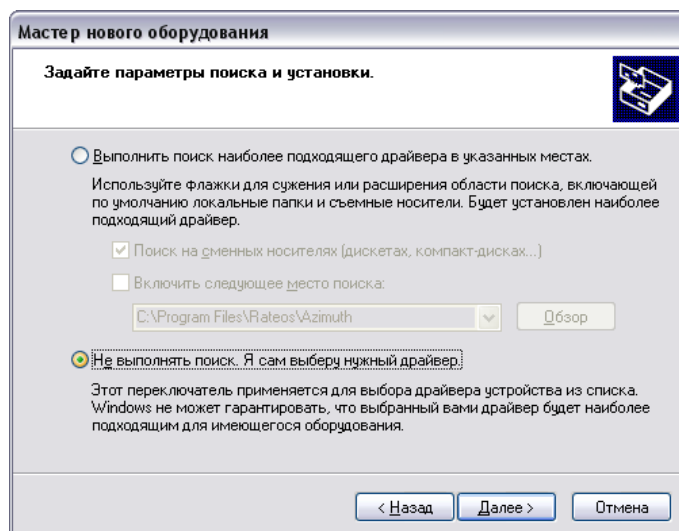 Мастер нового оборудования
Задайте параметры поиска и установки.
Выполнить поиск наиболее подходящего драйвера в указанных местах.
Используйте флажки для сужения или расширения области поиска, включающей
по умолчанию локальные папки и съемные носители. Будет установлен наиболее
подходящий драйвер.
Поиск на сменных носителях (дискетах, компакт-дисках...)
Включить следующее место поиска:
C:\Program Files\Rateos\Azimuth
Обзор
Не выполнять поиск. Я сам выберу нужный драйвер.
Этот переключатель применяется для выбора драйвера устройства из списка.
Windows не может гарантировать, что выбранный вами драйвер будет наиболее
подходящим для имеющегося оборудования.
< Назад Далее > Отмена